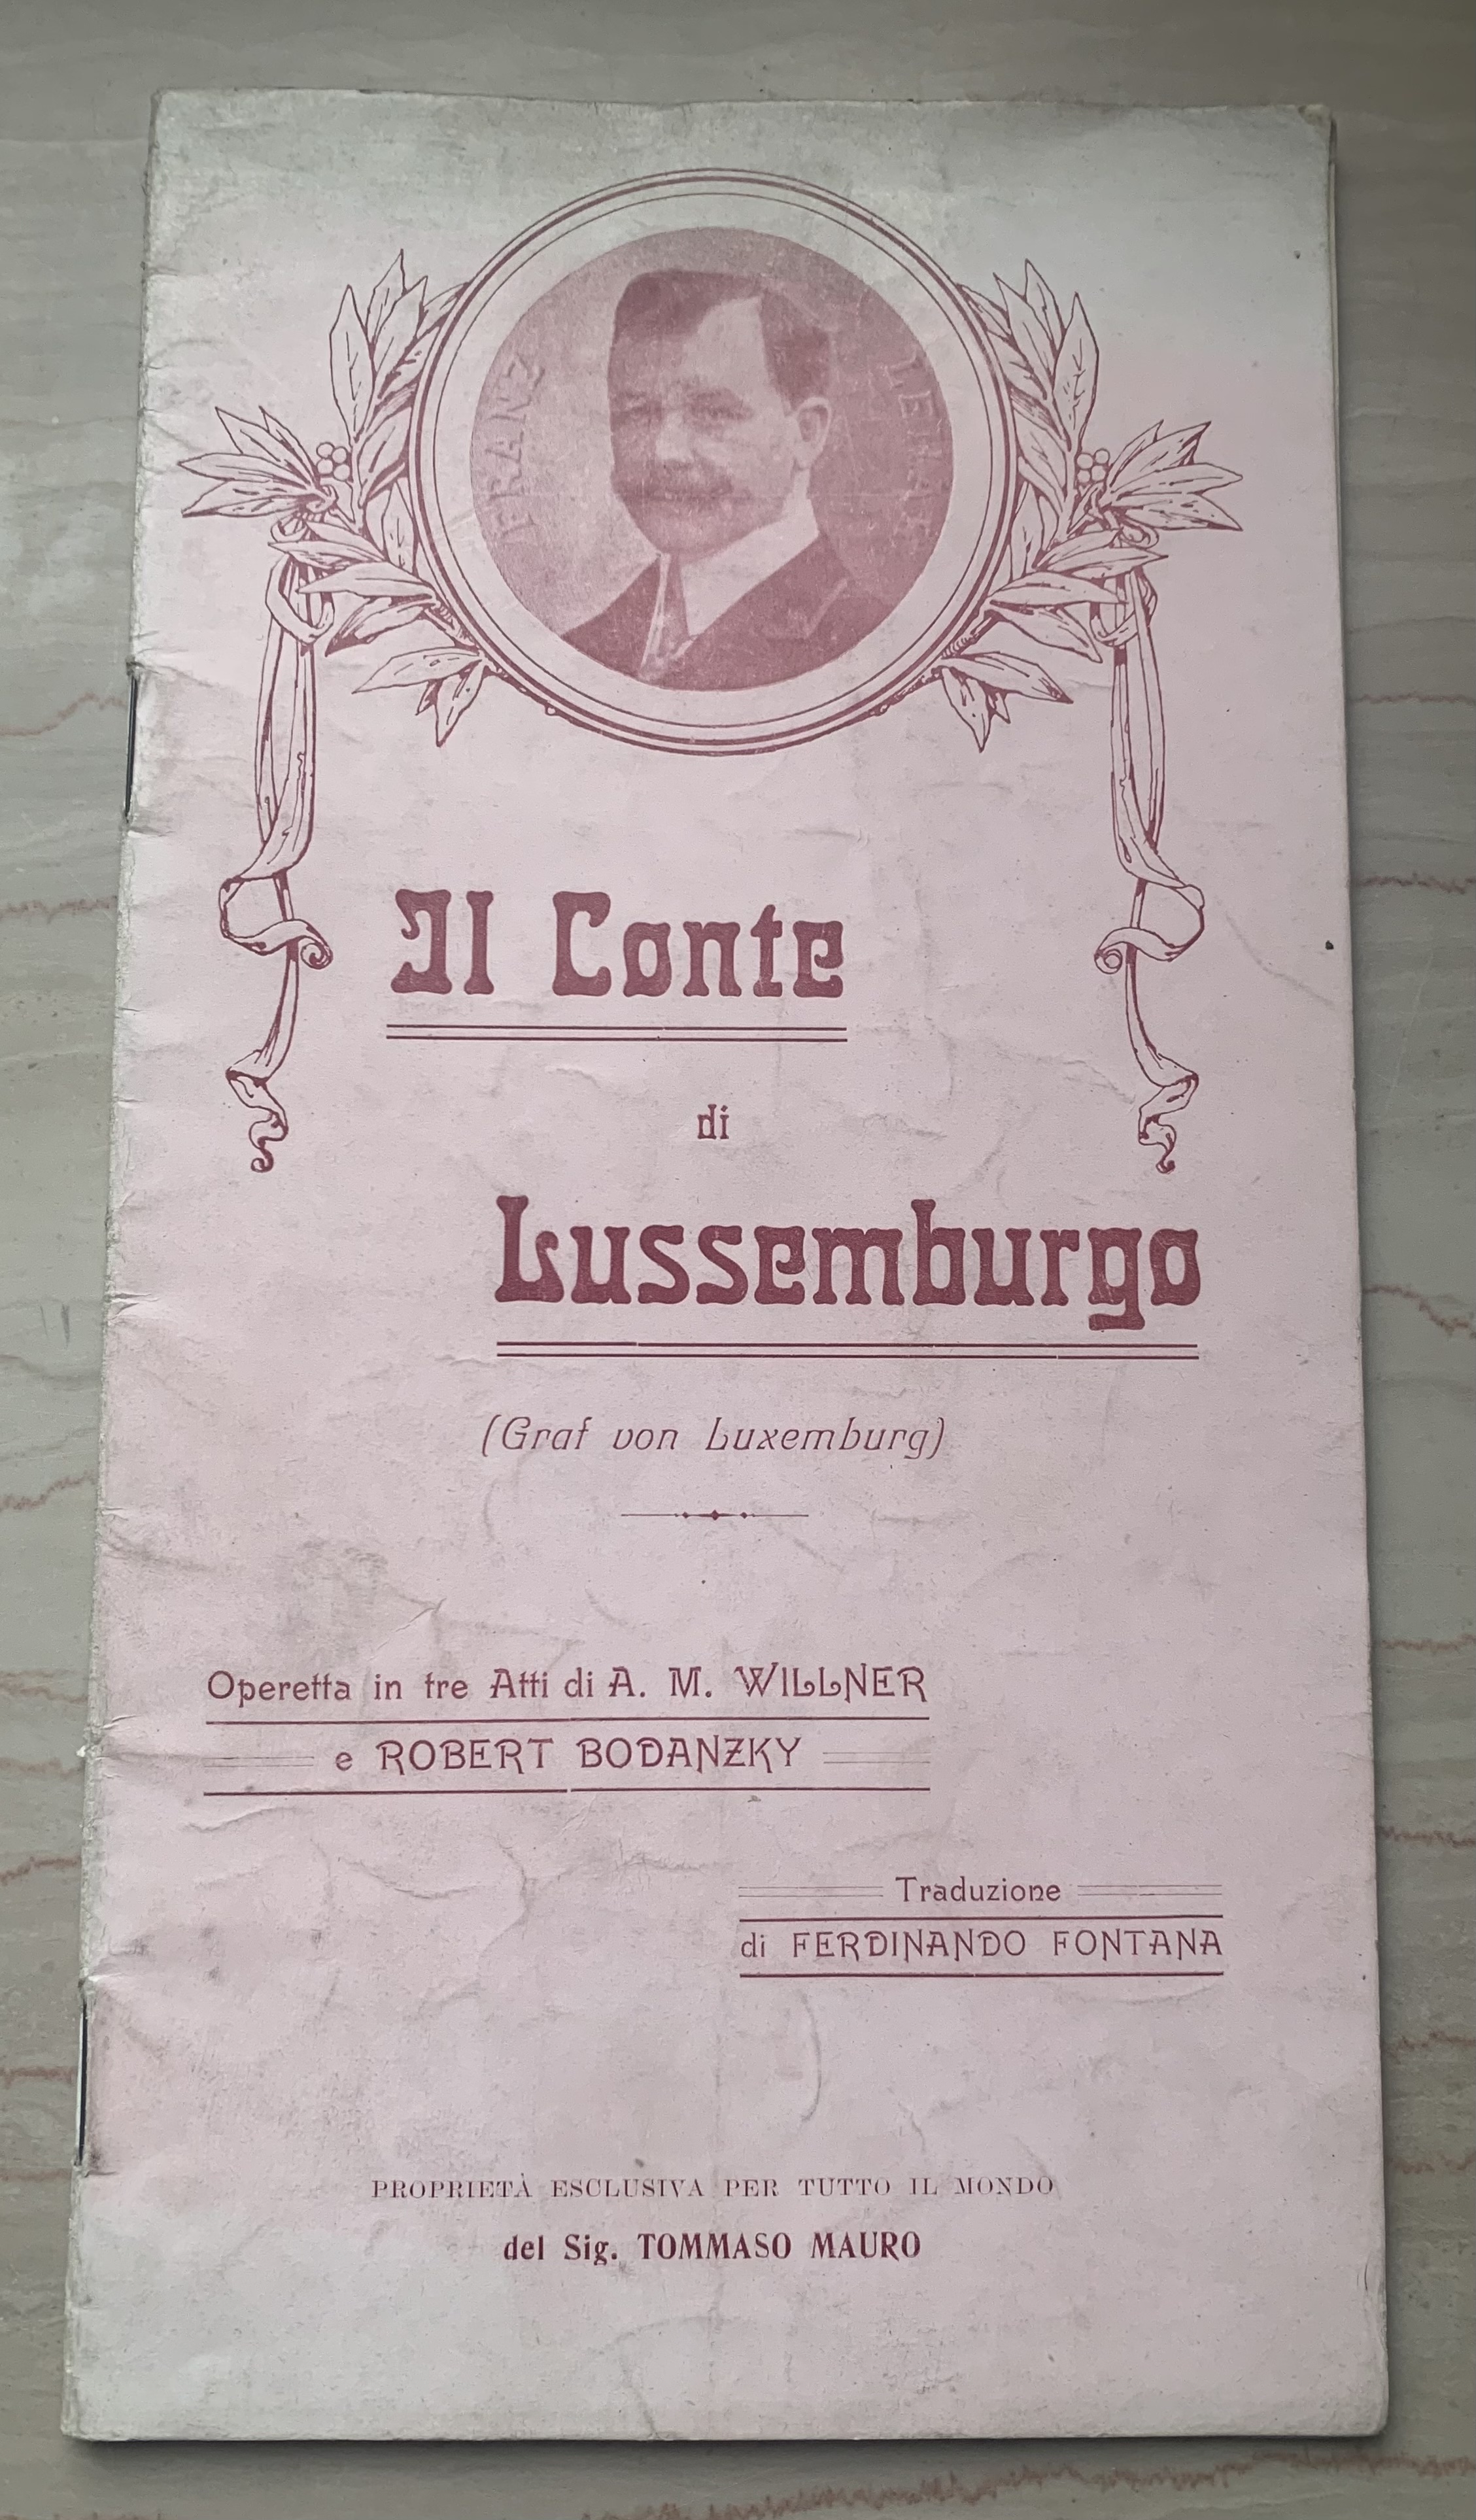 FRANZ LEHAR
Il Conte
di
Lussemburgo
(Graf von Luxemburg)
Operetta in tre Atti di A. M. WILLNER
e ROBERT BODANZKY
Traduzione
di FERDINANDO FONTANA
PROPRIETÀ ESCLUSIVA PER TUTTO IL MONDO
del Sig. TOMMASO MAURO